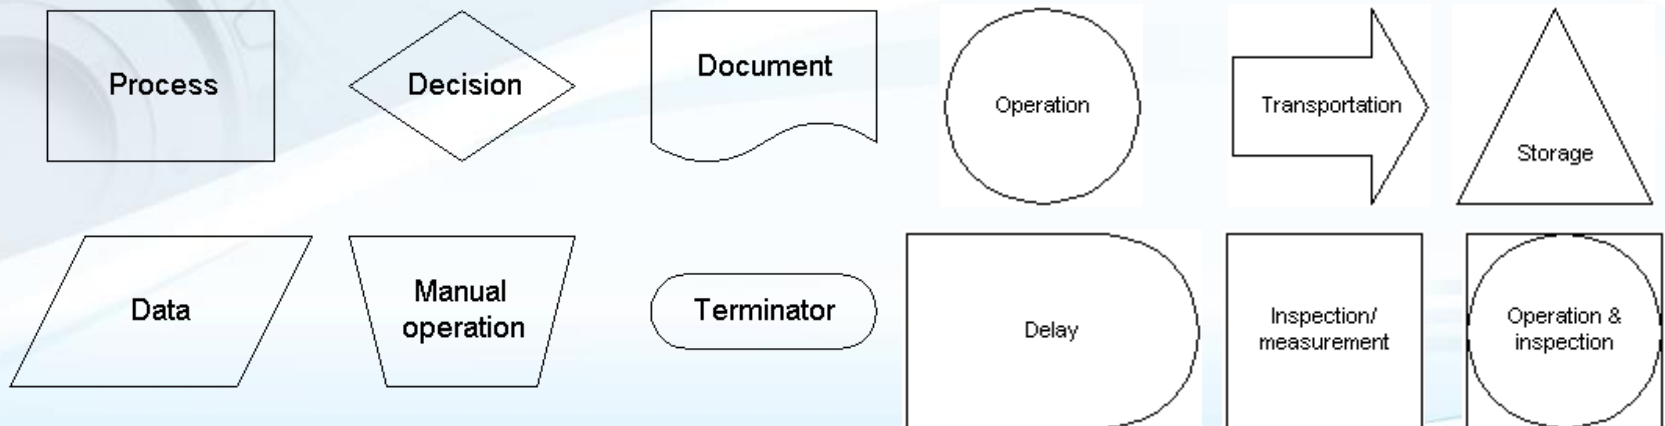 Process
Decision
Document
Operation
Transportation
Storage
Data
Manual
operation
Terminator
Delay
Inspection/
measurement
Operation &
inspection